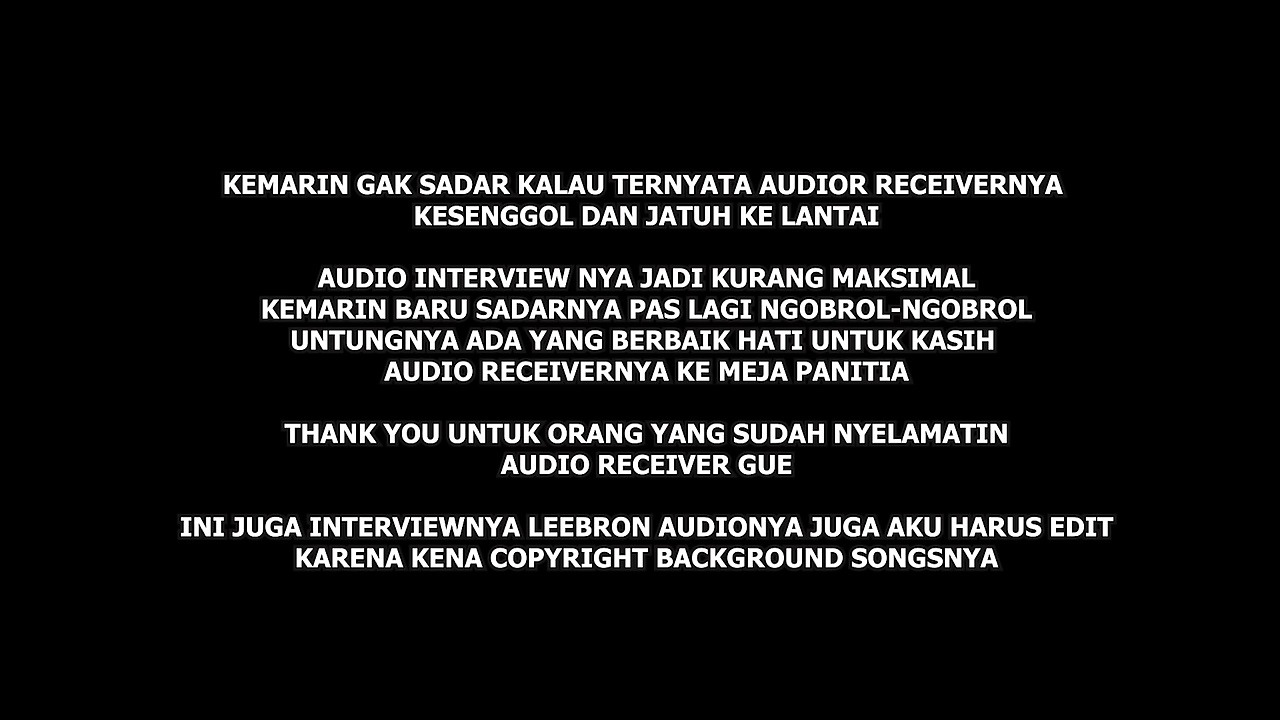 KEMARIN GAK SADAR KALAU TERNYATA AUDIOR RECEIVERNYA
KESENGGOL DAN JATUH KE LANTAI
AUDIO INTERVIEW NYA JADI KURANG MAKSIMAL
KEMARIN BARU SADARNYA PAS LAGI NGOBROL-NGOBROL
UNTUNGNYA ADA YANG BERBAIK HATI UNTUK KASIH
AUDIO RECEIVERNYA KE MEJA PANITIA
THANK YOU UNTUK ORANG YANG SUDAH NYELAMATIN
AUDIO RECEIVER GUE
INI JUGA INTERVIEWNYA LEEBRON AUDIONYA JUGA AKU HARUS EDIT
KARENA KENA COPYRIGHT BACKGROUND SONGSNYA